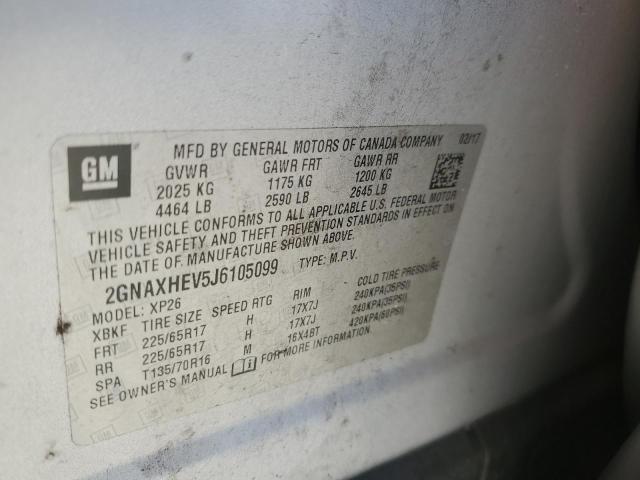 GM
MFD BY GENERAL MOTORS OF CANADA COMPANY 02/17
GVWR GAWR FRT GAWR RR
2025 KG 1175 KG 1200 KG
4464 LB 2590 LB 2645 LB
THIS VEHICLE CONFORMS TO ALL APPLICABLE U.S. FEDERAL MOTOR
VEHICLE SAFETY AND THEFT PREVENTION STANDARDS IN EFFECT ON
THE DATE OF MANUFACTURE SHOWN ABOVE.
2GNAXHEV5J6105099 TYPE: M.P.V.
MODEL: XP26
XBKF TIRE SIZE SPEED RTG RIM COLD TIRE PRESSURE
FRT 225/65R17 H 17X7J 240KPA(35PSI)
RR 225/65R17 H 17X7J 240KPA(35PSI)
SPA T135/70R16 M 16X4BT 420KPA(60PSI)
SEE OWNER'S MANUAL FOR MORE INFORMATION.